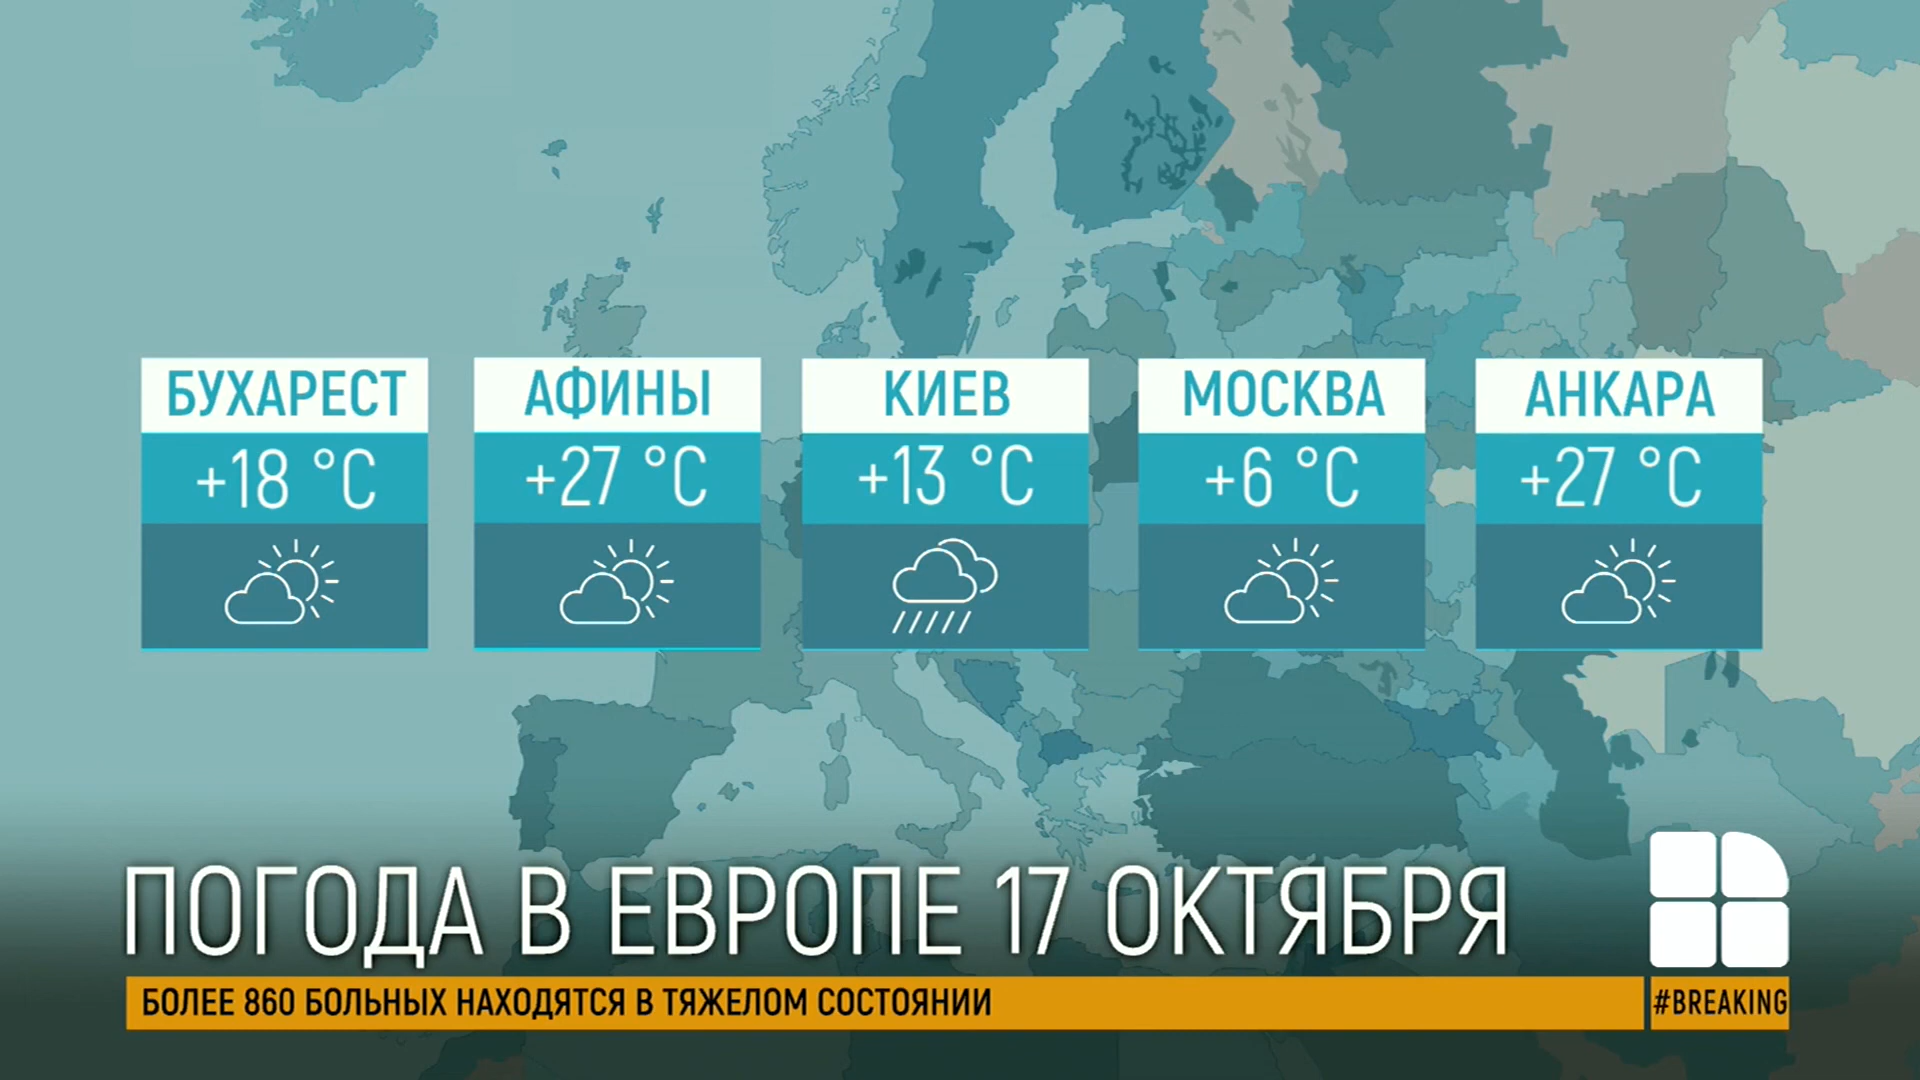 БУХАРЕСТ
+18 °C
АФИНЫ
+27 °C
КИЕВ
+13 °C
МОСКВА
+6 °C
АНКАРА
+27 °C
ПОГОДА В ЕВРОПЕ 17 ОКТЯБРЯ
БОЛЕЕ 860 БОЛЬНЫХ НАХОДЯТСЯ В ТЯЖЕЛОМ СОСТОЯНИИ
#BREAKING